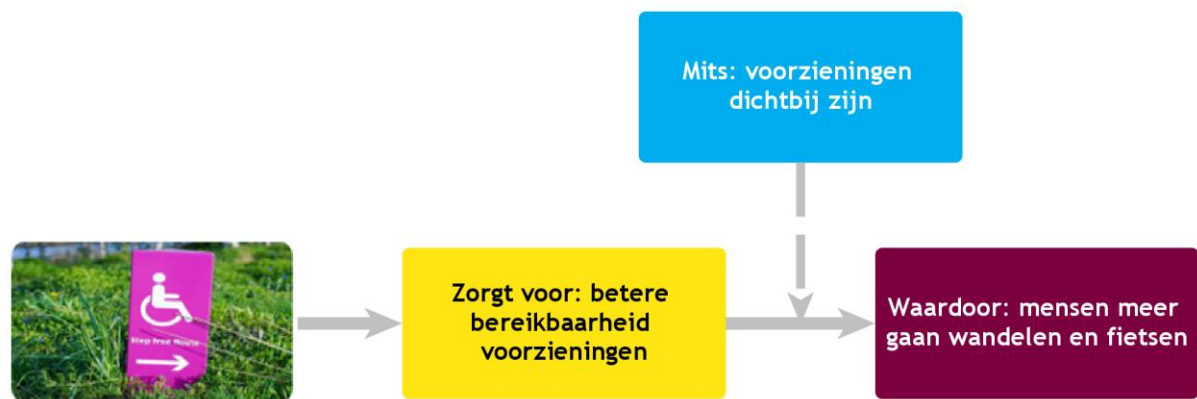 Mits: voorzieningen
dichtbij zijn
Step Free Route
Zorgt voor: betere
bereikbaarheid
voorzieningen
Waardoor: mensen meer
gaan wandelen en fietsen